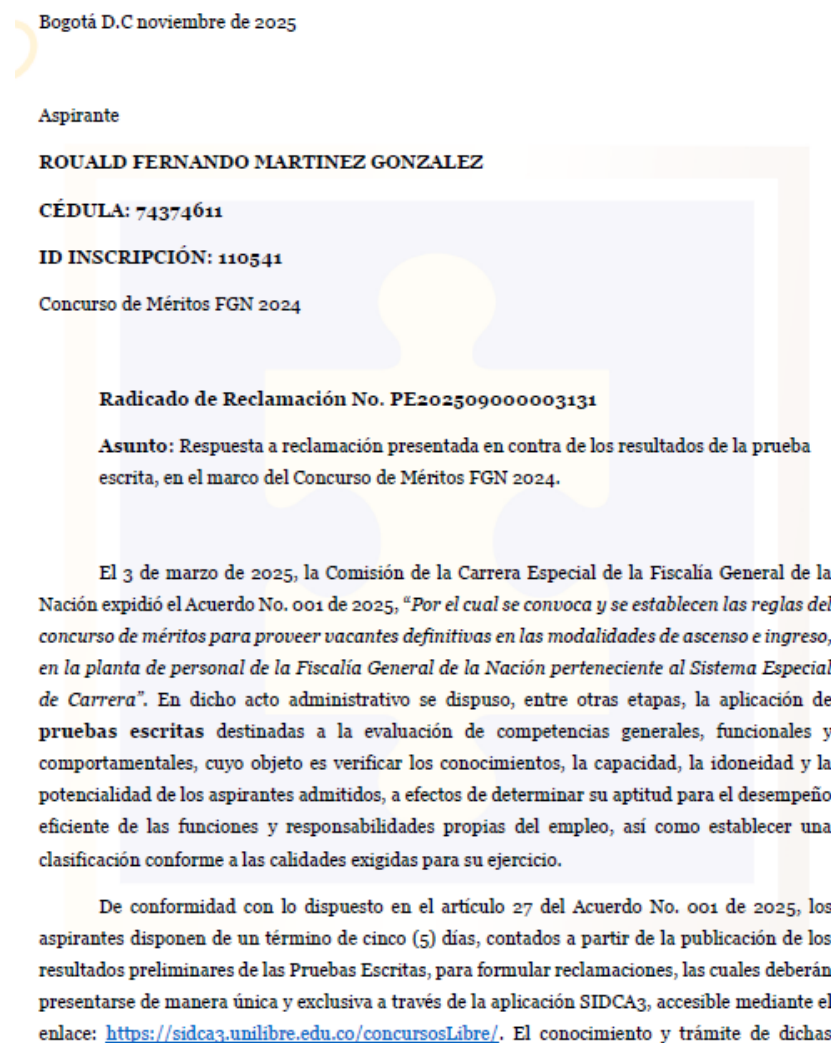 Bogotá D.C noviembre de 2025
Aspirante
ROUALD FERNANDO MARTINEZ GONZALEZ
CÉDULA: 74374611
ID INSCRIPCIÓN: 110541
Concurso de Méritos FGN 2024
Radicado de Reclamación No. PE202509000003131
Asunto: Respuesta a reclamación presentada en contra de los resultados de la prueba
escrita, en el marco del Concurso de Méritos FGN 2024.
El 3 de marzo de 2025, la Comisión de la Carrera Especial de la Fiscalía General de la
Nación expidió el Acuerdo No. 001 de 2025, “Por el cual se convoca y se establecen las reglas del
concurso de méritos para proveer vacantes definitivas en las modalidades de ascenso e ingreso,
en la planta de personal de la Fiscalía General de la Nación perteneciente al Sistema Especial
de Carrera”. En dicho acto administrativo se dispuso, entre otras etapas, la aplicación de
pruebas escritas destinadas a la evaluación de competencias generales, funcionales y
comportamentales, cuyo objeto es verificar los conocimientos, la capacidad, la idoneidad y la
potencialidad de los aspirantes admitidos, a efectos de determinar su aptitud para el desempeño
eficiente de las funciones y responsabilidades propias del empleo, así como establecer una
clasificación conforme a las calidades exigidas para su ejercicio.
De conformidad con lo dispuesto en el artículo 27 del Acuerdo No. 001 de 2025, los
aspirantes disponen de un término de cinco (5) días, contados a partir de la publicación de los
resultados preliminares de las Pruebas Escritas, para formular reclamaciones, las cuales deberán
presentarse de manera única y exclusiva a través de la aplicación SIDCA3, accesible mediante el
enlace: https://sidca3.unilibre.edu.co/concursosLibre/. El conocimiento y trámite de dichas